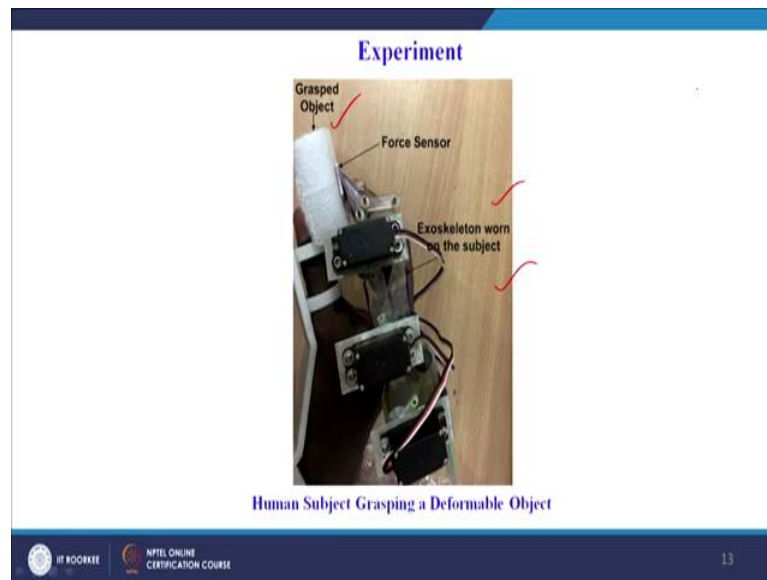 Experiment
Grasped
Object
Force Sensor
Exoskeleton worn
on the subject
Human Subject Grasping a Deformable Object
IIT ROORKEE
NPTEL ONLINE
CERTIFICATION COURSE
13